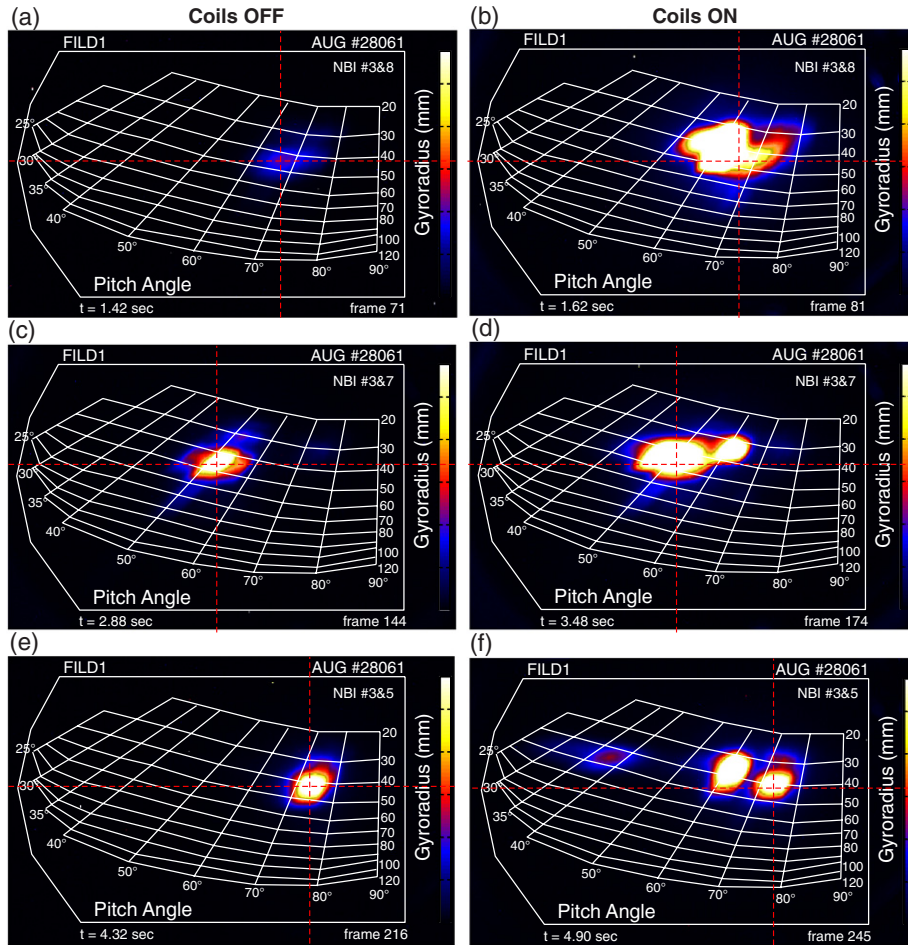 Coils OFF
Coils ON
(a)
FILD1
AUG #28061
NBI #3&8
25°
30°
35°
40°
50°
60°
70°
80°
90°
20
30
40
50
60
70
80
100
120
Gyroradius (mm)
Pitch Angle
t = 1.42 sec
frame 71
(b)
FILD1
AUG #28061
NBI #3&8
25°
30°
35°
40°
50°
60°
70°
80°
90°
20
30
40
50
60
70
80
100
120
Gyroradius (mm)
Pitch Angle
t = 1.62 sec
frame 81
(c)
FILD1
AUG #28061
NBI #3&7
25°
30°
35°
40°
50°
60°
70°
80°
90°
20
30
40
50
60
70
80
100
120
Gyroradius (mm)
Pitch Angle
t = 2.88 sec
frame 144
(d)
FILD1
AUG #28061
NBI #3&7
25°
30°
35°
40°
50°
60°
70°
80°
90°
20
30
40
50
60
70
80
100
120
Gyroradius (mm)
Pitch Angle
t = 3.48 sec
frame 174
(e)
FILD1
AUG #28061
NBI #3&5
25°
30°
35°
40°
50°
60°
70°
80°
90°
20
30
40
50
60
70
80
100
120
Gyroradius (mm)
Pitch Angle
t = 4.32 sec
frame 216
(f)
FILD1
AUG #28061
NBI #3&5
25°
30°
35°
40°
50°
60°
70°
80°
90°
20
30
40
50
60
70
80
100
120
Gyroradius (mm)
Pitch Angle
t = 4.90 sec
frame 245